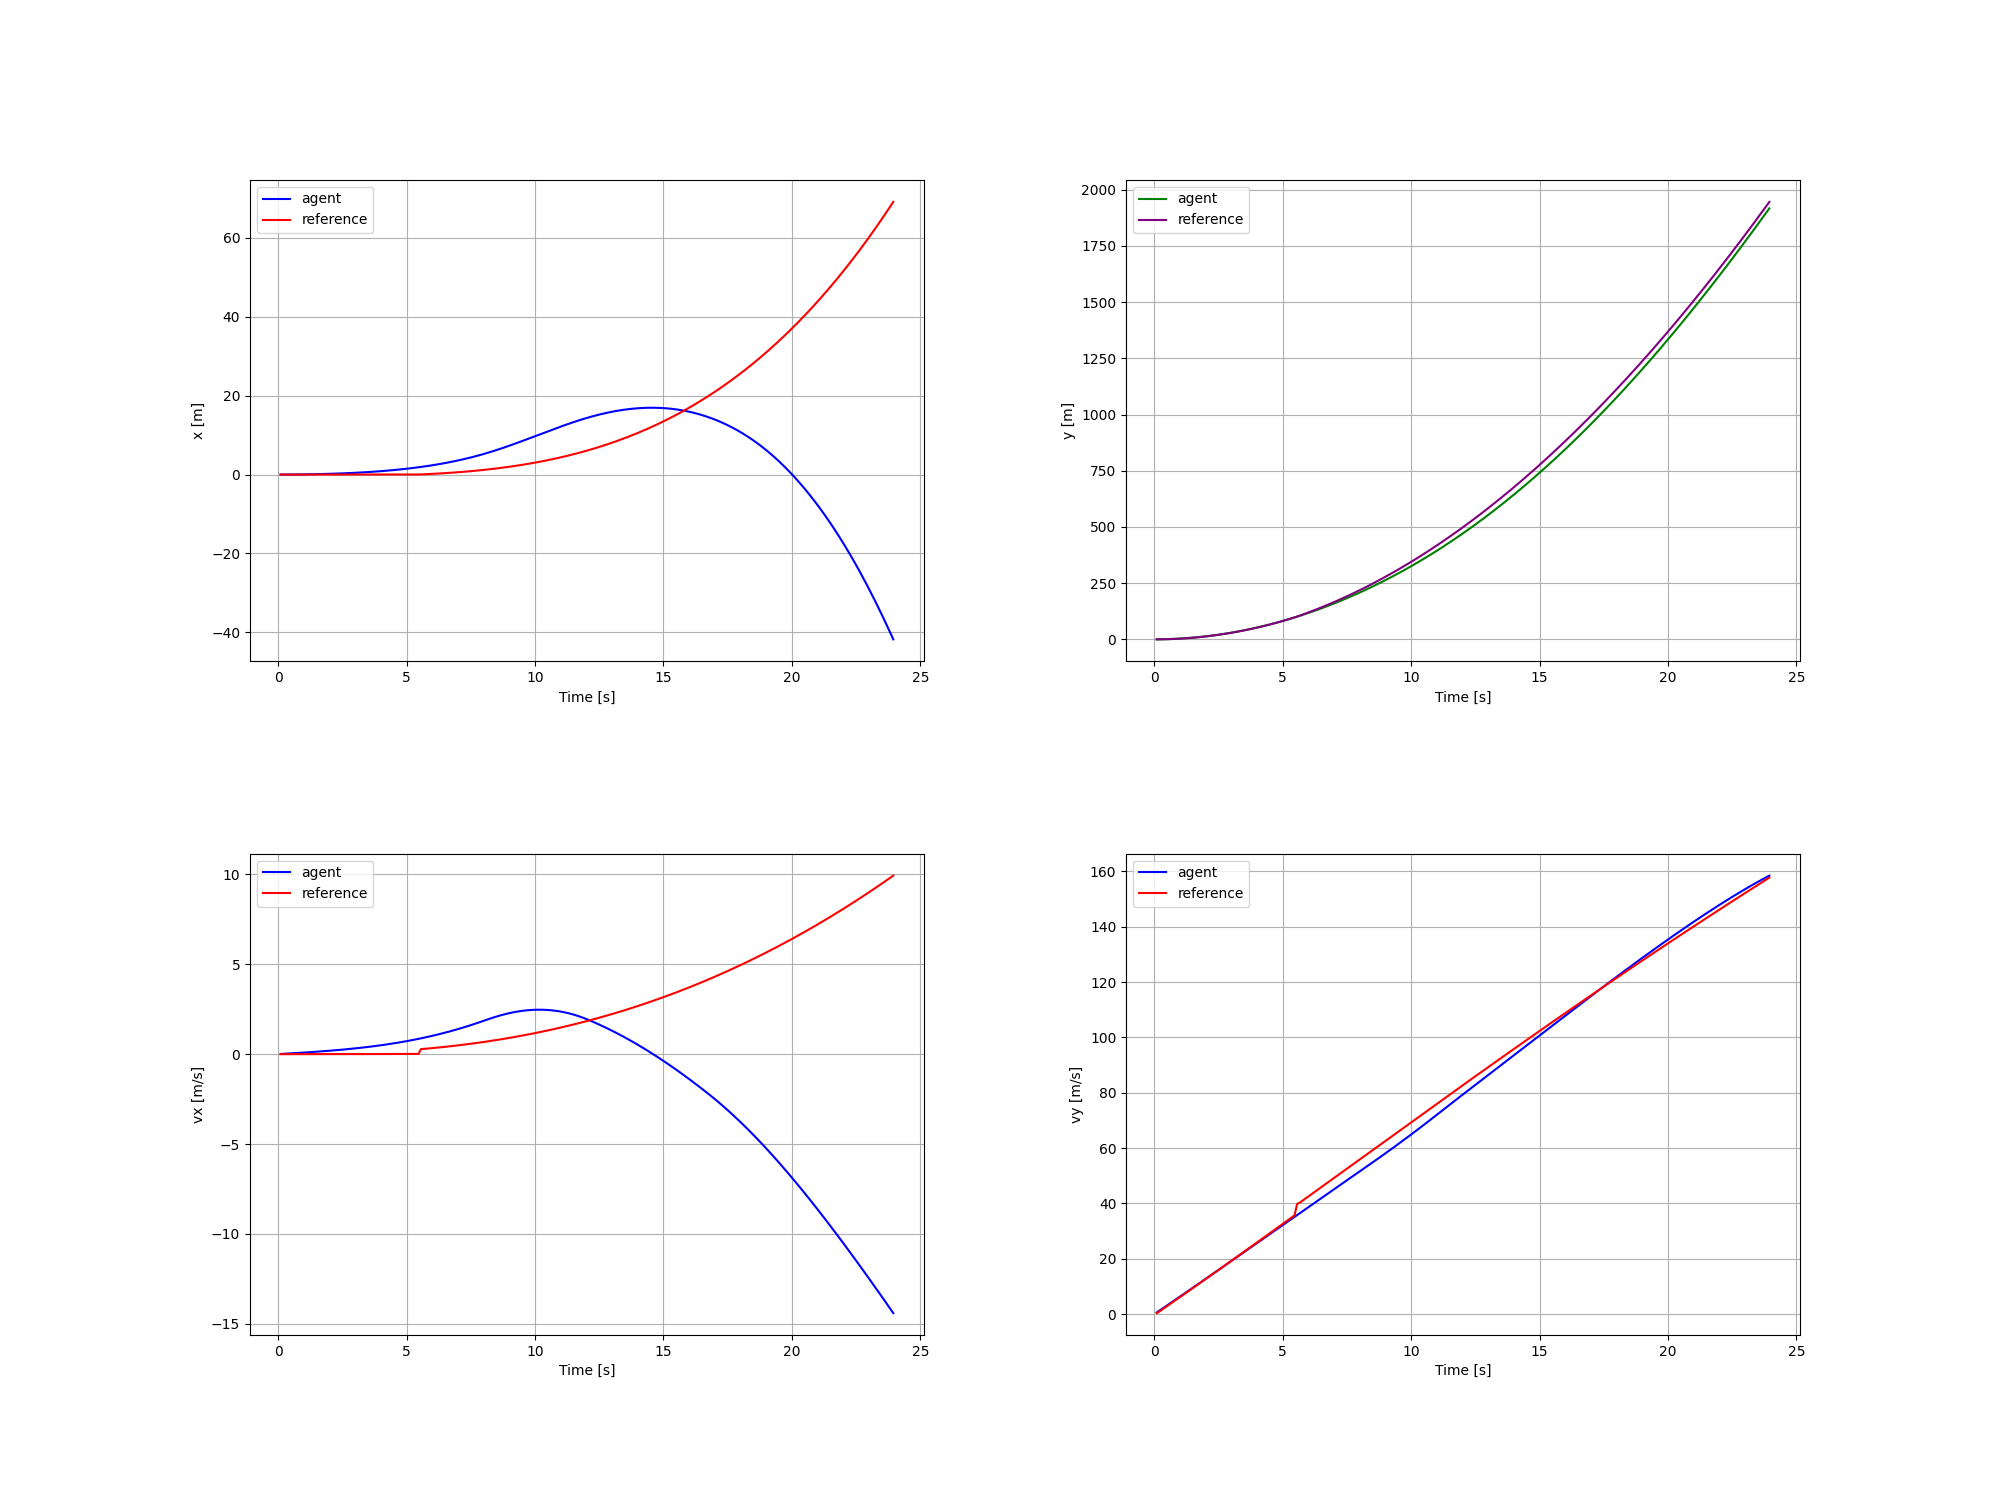 agent
reference
60
40
20
0
−20
−40
x [m]
0 5 10 15 20 25
Time [s]
agent
reference
2000
1750
1500
1250
1000
750
500
250
0
y [m]
0 5 10 15 20 25
Time [s]
agent
reference
10
5
0
−5
−10
−15
vx [m/s]
0 5 10 15 20 25
Time [s]
agent
reference
160
140
120
100
80
60
40
20
0
vy [m/s]
0 5 10 15 20 25
Time [s]